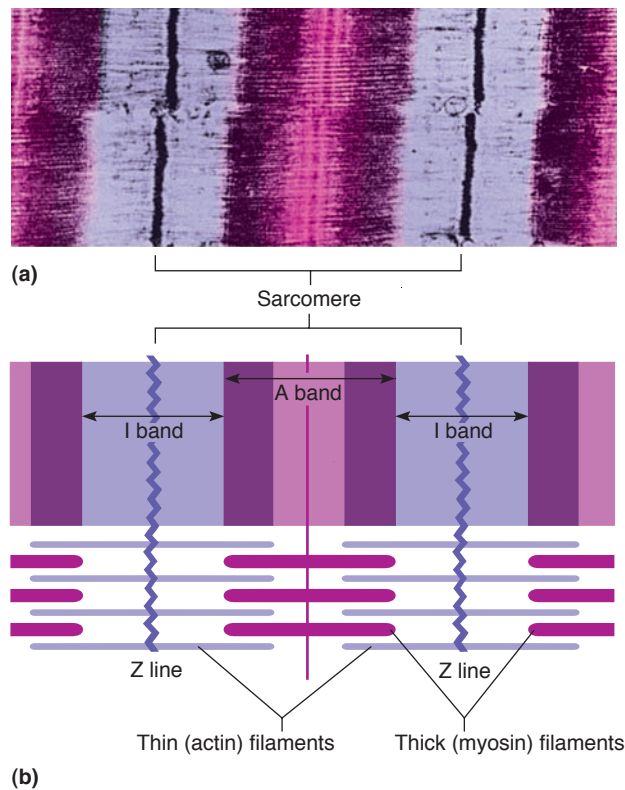 (a)
Sarcomere
A band
I band
I band
Z line
Z line
Thin (actin) filaments
Thick (myosin) filaments
(b)